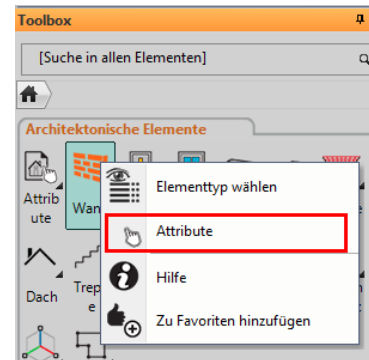 Toolbox
[Suche in allen Elementen]
Architektonische Elemente
Attrib
ute
Wan
Elementtyp wählen
Attribute
Hilfe
Zu Favoriten hinzufügen
Dach
Trep
e